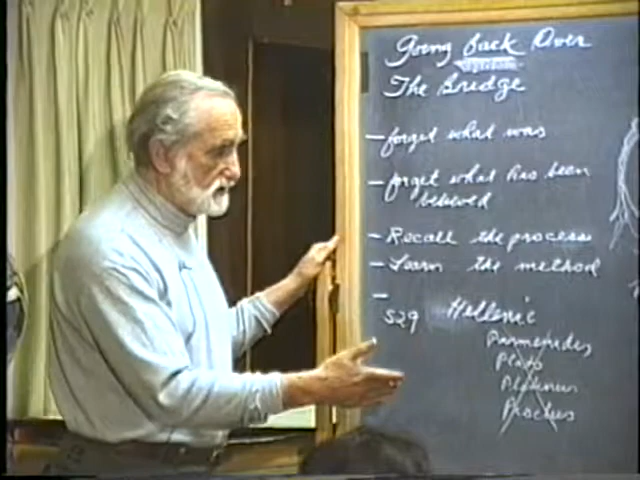 Going Back Over
The Bridge
— forget what was
— forget what has been
believed
— Recall the process
— Learn the method
—
529 Hellenic
Parmenides
Plato
Plotinus
Proclus